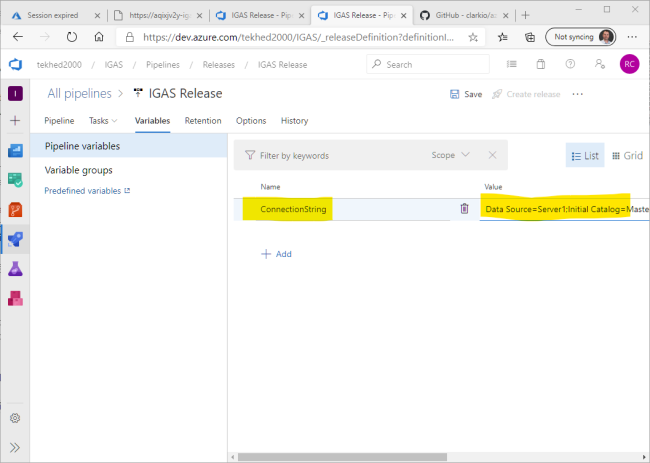 Session expired
https://aqixjv2y-ig
IGAS Release - Pip
IGAS Release - Pip
GitHub - clarkio/a
https://dev.azure.com/tekhed2000/IGAS/_releaseDefinition?definitionI...
Not syncing
tekhed2000 / IGAS / Pipelines / Releases / IGAS Release
Search
RC
I
All pipelines > IGAS Release
Save
Create release
Pipeline Tasks Variables Retention Options History
Pipeline variables
Variable groups
Predefined variables
Filter by keywords
Scope
List
Grid
Name
Value
ConnectionString
Data Source=Server1:Initial Catalog=Maste
Add